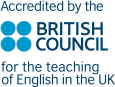 Accredited by the
BRITISH
COUNCIL
for the teaching
of English in the UK